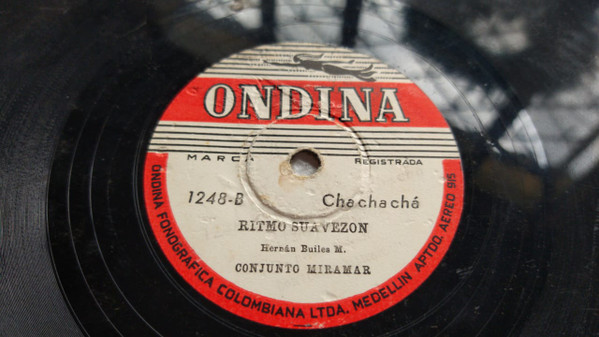 ONDINA
MARCA REGISTRADA
1248-B Chachachá
RITMO SUAVEZON
Hernán Builes M.
CONJUNTO MIRAMAR
ONDINA FONOGRAFICA COLOMBIANA LTDA. MEDELLIN APTDO. AEREO 915